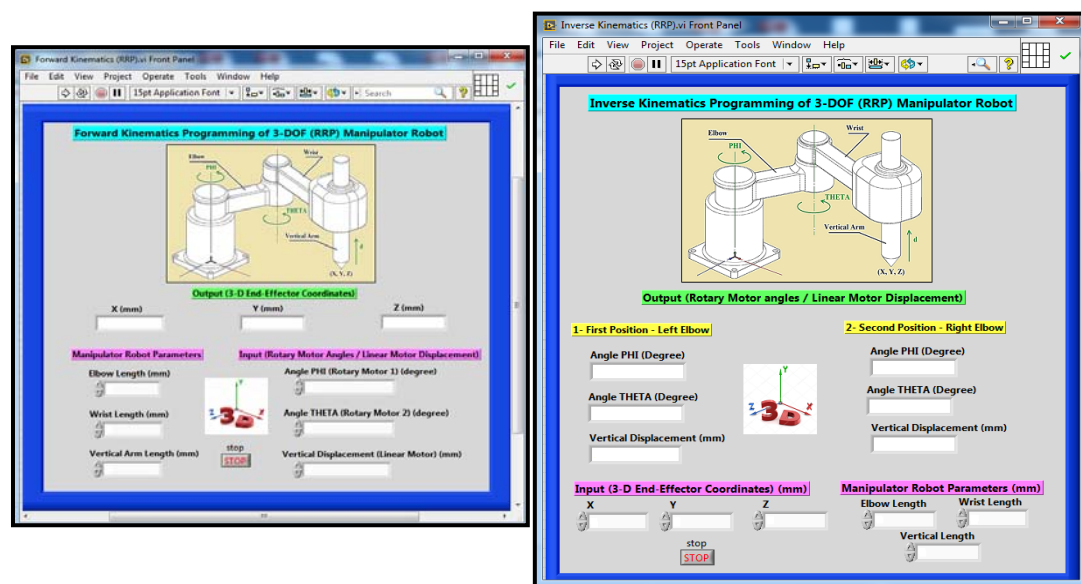 Forward Kinematics (RRP).vi Front Panel
File Edit View Project Operate Tools Window Help
15pt Application Font Search
Forward Kinematics Programming of 3-DOF (RRP) Manipulator Robot
Elbow
Wrist
PHI
THETA
Vertical Arm
d
(X, Y, Z)
Output (3-D End-Effector Coordinates)
X (mm) Y (mm) Z (mm)
Manipulator Robot Parameters Input (Rotary Motor Angles / Linear Motor Displacement)
Elbow Length (mm) Angle PHI (Rotary Motor 1) (degree)
Y
3D
Z X
Wrist Length (mm) Angle THETA (Rotary Motor 2) (degree)
stop
Vertical Arm Length (mm) Vertical Displacement (Linear Motor) (mm)
STOP
Inverse Kinematics (RRP).vi Front Panel
File Edit View Project Operate Tools Window Help
15pt Application Font
Inverse Kinematics Programming of 3-DOF (RRP) Manipulator Robot
Elbow
Wrist
PHI
THETA
Vertical Arm
d
(X, Y, Z)
Output (Rotary Motor angles / Linear Motor Displacement)
1- First Position - Left Elbow 2- Second Position - Right Elbow
Angle PHI (Degree) Angle PHI (Degree)
Y
Angle THETA (Degree) Angle THETA (Degree)
Z 3D X
Vertical Displacement (mm) Vertical Displacement (mm)
Input (3-D End-Effector Coordinates) (mm) Manipulator Robot Parameters (mm)
X Y Z Elbow Length Wrist Length
stop Vertical Length
STOP